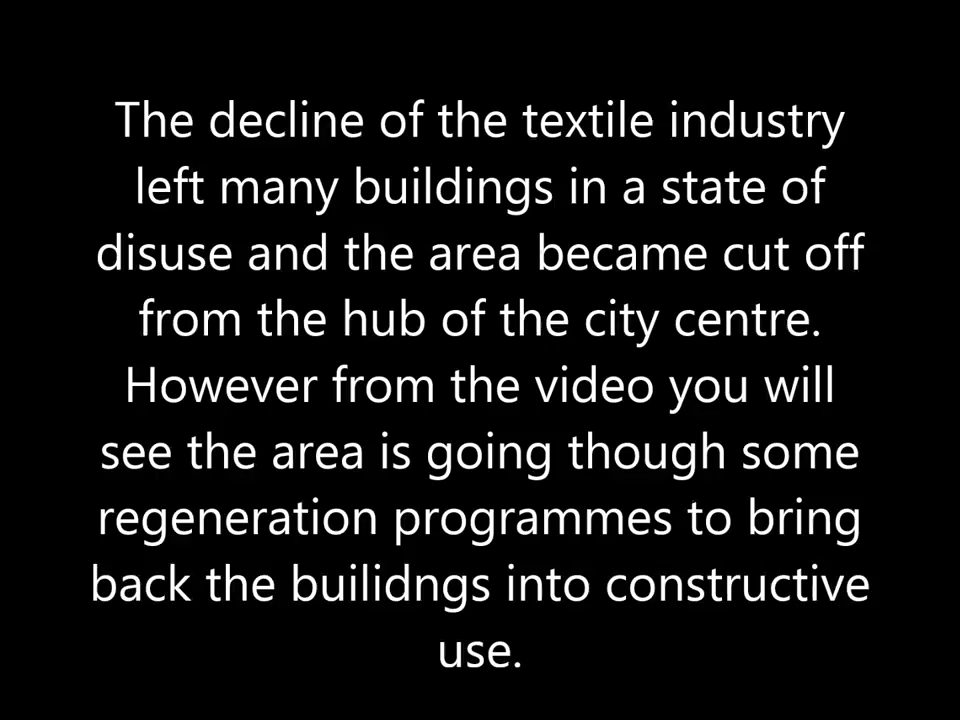 The decline of the textile industry
left many buildings in a state of
disuse and the area became cut off
from the hub of the city centre.
However from the video you will
see the area is going though some
regeneration programmes to bring
back the builidngs into constructive
use.